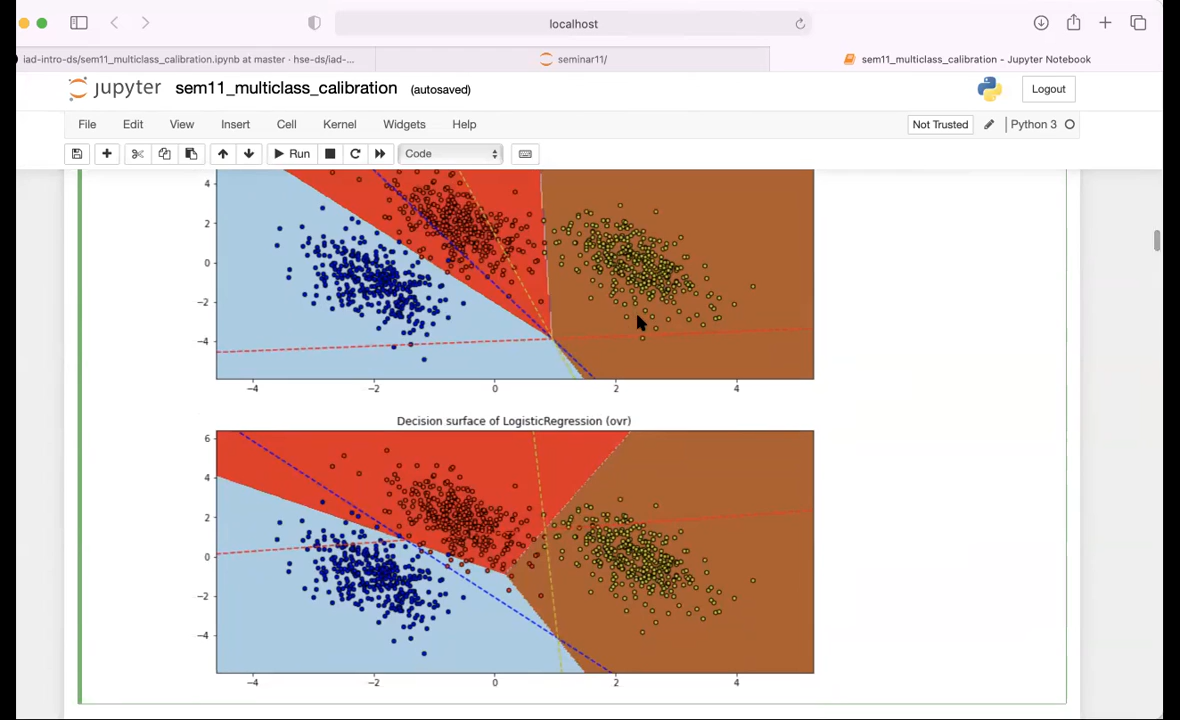 localhost
iad-intro-ds/sem11_multiclass_calibration.ipynb at master · hse-ds/iad-...
seminar11/
sem11_multiclass_calibration - Jupyter Notebook
jupyter sem11_multiclass_calibration (autosaved)
Logout
File Edit View Insert Cell Kernel Widgets Help
Not Trusted
Python 3
Run
Code
4
2
0
−2
−4
−4 −2 0 2 4
Decision surface of LogisticRegression (ovr)
6
4
2
0
−2
−4
−4 −2 0 2 4